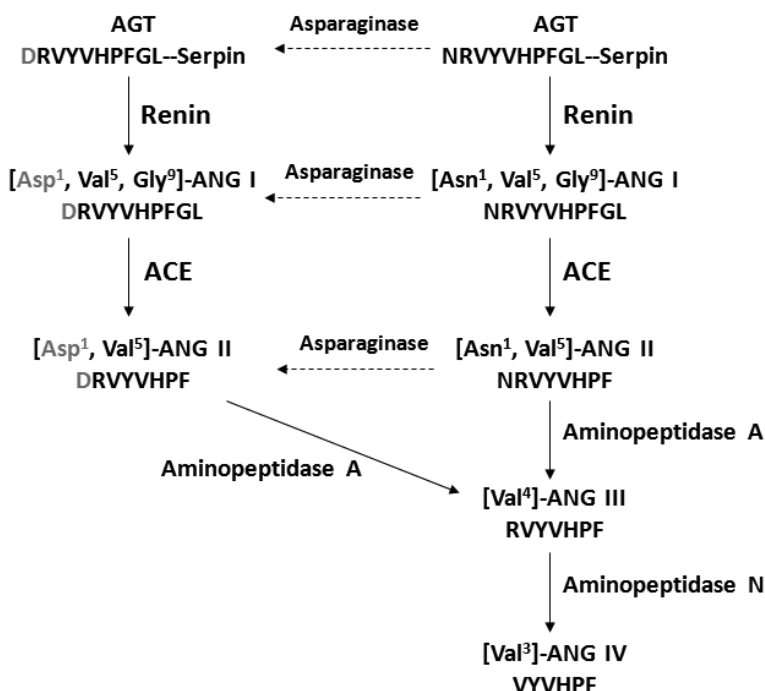 AGT
Asparaginase
AGT
DRVYVHPFGL--Serpin
NRVYVHPFGL--Serpin
Renin
Renin
[Asp¹, Val⁵, Gly⁹]-ANG I
Asparaginase
[Asn¹, Val⁵, Gly⁹]-ANG I
DRVYVHPFGL
NRVYVHPFGL
ACE
ACE
[Asp¹, Val⁵]-ANG II
Asparaginase
[Asn¹, Val⁵]-ANG II
DRVYVHPF
NRVYVHPF
Aminopeptidase A
Aminopeptidase A
[Val⁴]-ANG III
RVYVHPF
Aminopeptidase N
[Val³]-ANG IV
VYVHPF